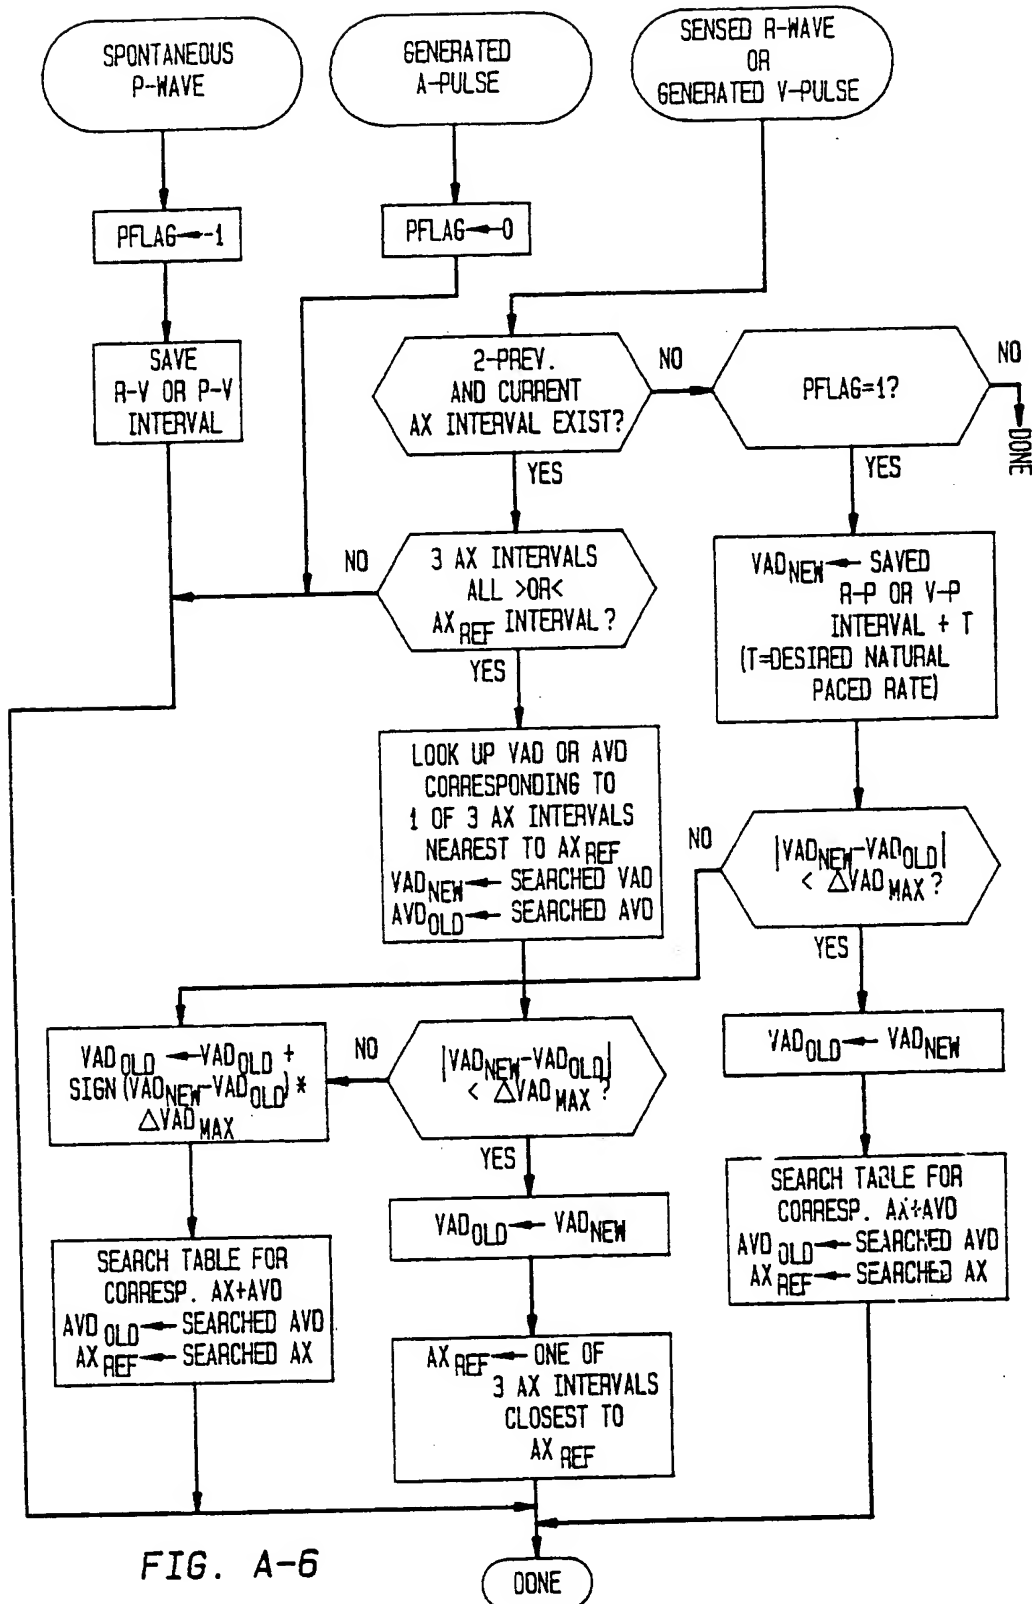 SPONTANEOUS
P-WAVE
GENERATED
A-PULSE
SENSED R-WAVE
OR
GENERATED V-PULSE
PFLAG←1
PFLAG←0
SAVE
R-V OR P-V
INTERVAL
2-PREV.
AND CURRENT
AX INTERVAL EXIST?
NO
YES
PFLAG=1?
NO
DONE
YES
3 AX INTERVALS
ALL >OR<
AX REF INTERVAL?
NO
YES
VAD NEW ← SAVED
R-P OR V-P
INTERVAL + T
(T=DESIRED NATURAL
PACED RATE)
LOOK UP VAD OR AVD
CORRESPONDING TO
1 OF 3 AX INTERVALS
NEAREST TO AX REF
VAD NEW ← SEARCHED VAD
AVD OLD ← SEARCHED AVD
NO
|VAD NEW-VAD OLD|
< △VAD MAX?
YES
VAD OLD ← VAD OLD +
SIGN(VAD NEW-VAD OLD)*
△VAD MAX
NO
|VAD NEW-VAD OLD|
< △VAD MAX?
YES
VAD OLD ← VAD NEW
SEARCH TABLE FOR
CORRESP. AX+AVD
AVD OLD ← SEARCHED AVD
AX REF ← SEARCHED AX
VAD OLD ← VAD NEW
SEARCH TABLE FOR
CORRESP. AX+AVD
AVD OLD ← SEARCHED AVD
AX REF ← SEARCHED AX
AX REF ← ONE OF
3 AX INTERVALS
CLOSEST TO
AX REF
DONE
FIG. A-6